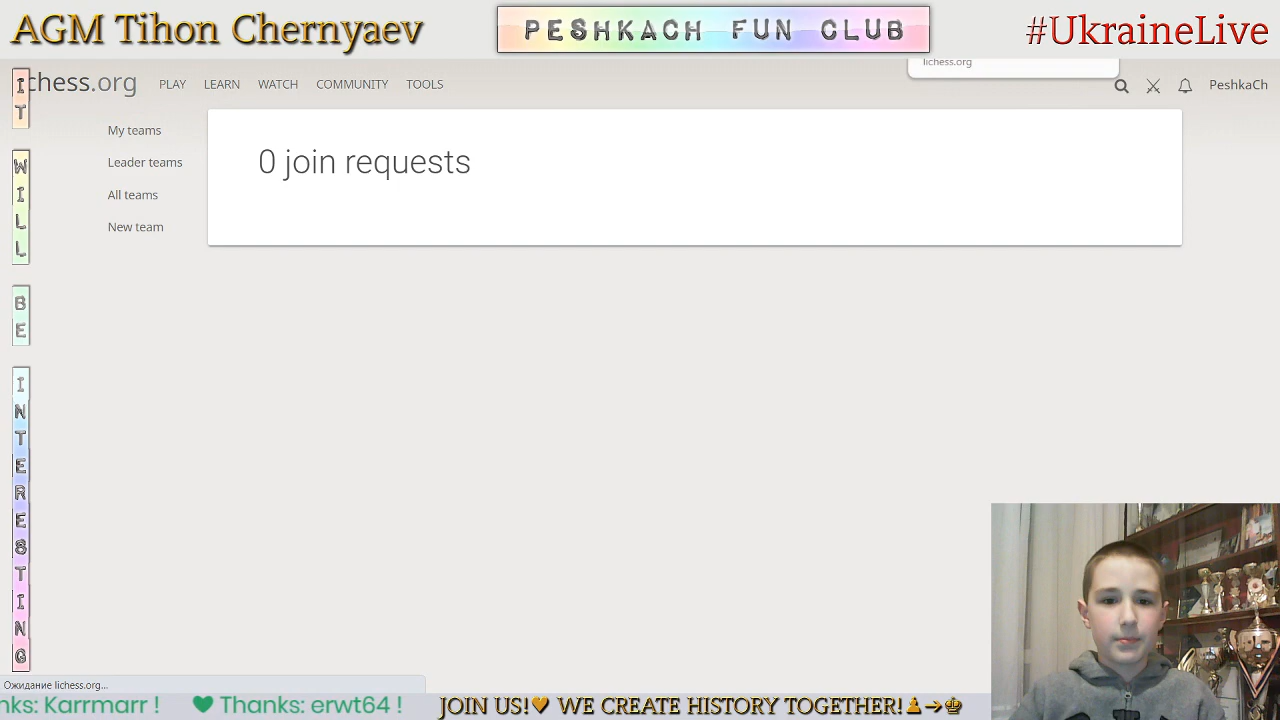 AGM Tihon Chernyaev
PESHKACH FUN CLUB
#UkraineLive
lichess.org
chess.org
PLAY LEARN WATCH COMMUNITY TOOLS
PeshkaCh
IT
WILL
BE
INTERESTING
My teams
Leader teams
All teams
New team
0 join requests
Ожидание lichess.org...
nks: Karrmarr ! 💚 Thanks: erwt64 !
JOIN US!🧡 WE CREATE HISTORY TOGETHER!♟→♚